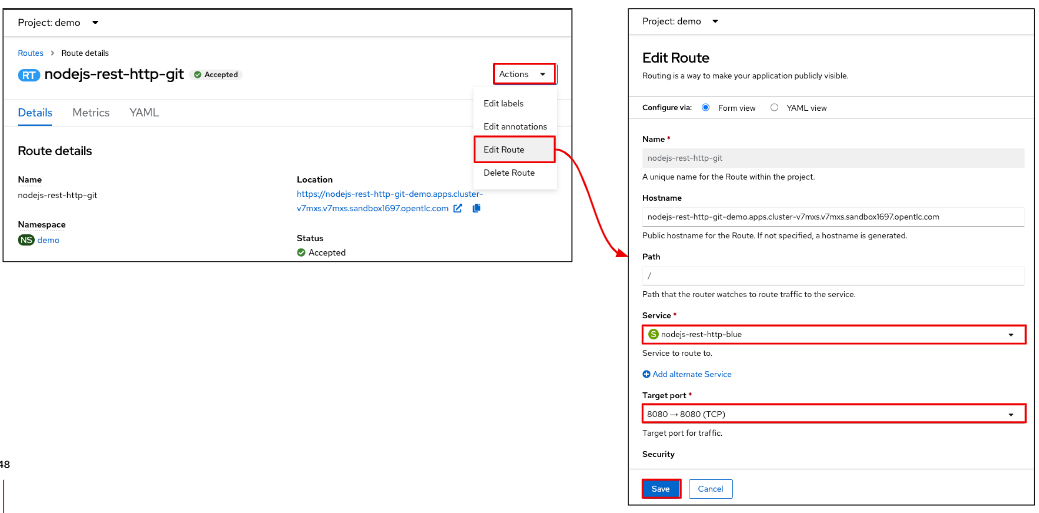 Project: demo
Routes > Route details
RT nodejs-rest-http-git Accepted
Actions
Edit labels
Edit annotations
Edit Route
Delete Route
Details Metrics YAML
Route details
Name
nodejs-rest-http-git
Namespace
NS demo
Location
https://nodejs-rest-http-git-demo.apps.cluster-
v7mxs.v7mxs.sandbox1697.opentlc.com
Status
Accepted
Project: demo
Edit Route
Routing is a way to make your application publicly visible.
Configure via: Form view YAML view
Name *
nodejs-rest-http-git
A unique name for the Route within the project.
Hostname
nodejs-rest-http-git-demo.apps.cluster-v7mxs.v7mxs.sandbox1697.opentlc.com
Public hostname for the Route. If not specified, a hostname is generated.
Path
/
Path that the router watches to route traffic to the service.
Service *
S nodejs-rest-http-blue
Service to route to.
Add alternate Service
Target port *
8080 → 8080 (TCP)
Target port for traffic.
Security
Save Cancel
48